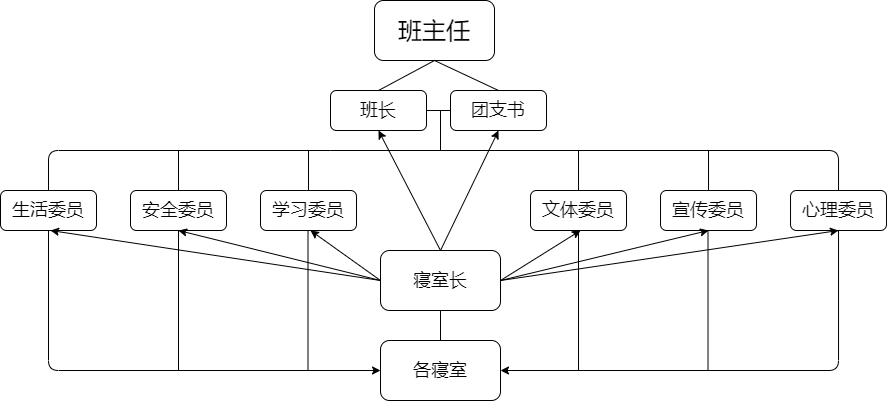 班主任
班长
团支书
生活委员
安全委员
学习委员
文体委员
宣传委员
心理委员
寝室长
各寝室